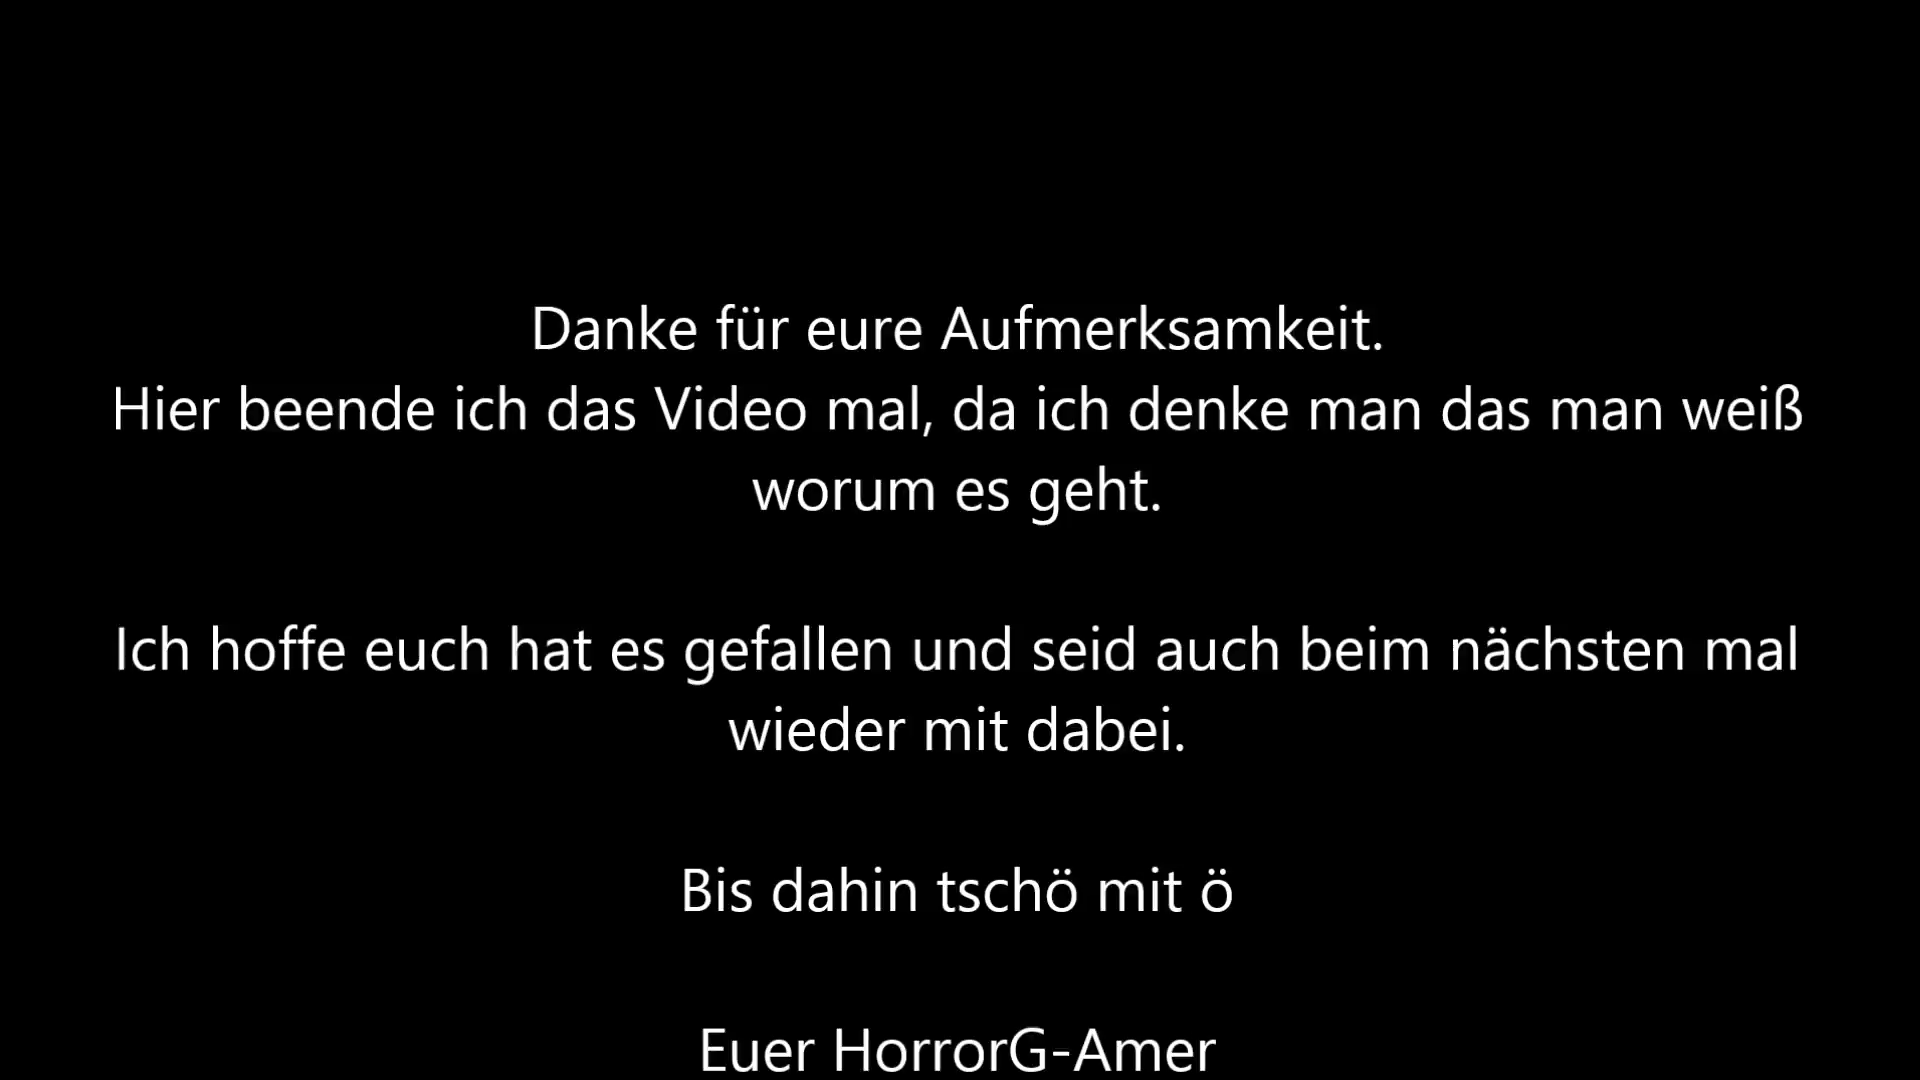 Danke für eure Aufmerksamkeit.
Hier beende ich das Video mal, da ich denke man das man weiß
worum es geht.
Ich hoffe euch hat es gefallen und seid auch beim nächsten mal
wieder mit dabei.
Bis dahin tschö mit ö
Euer HorrorG-Amer